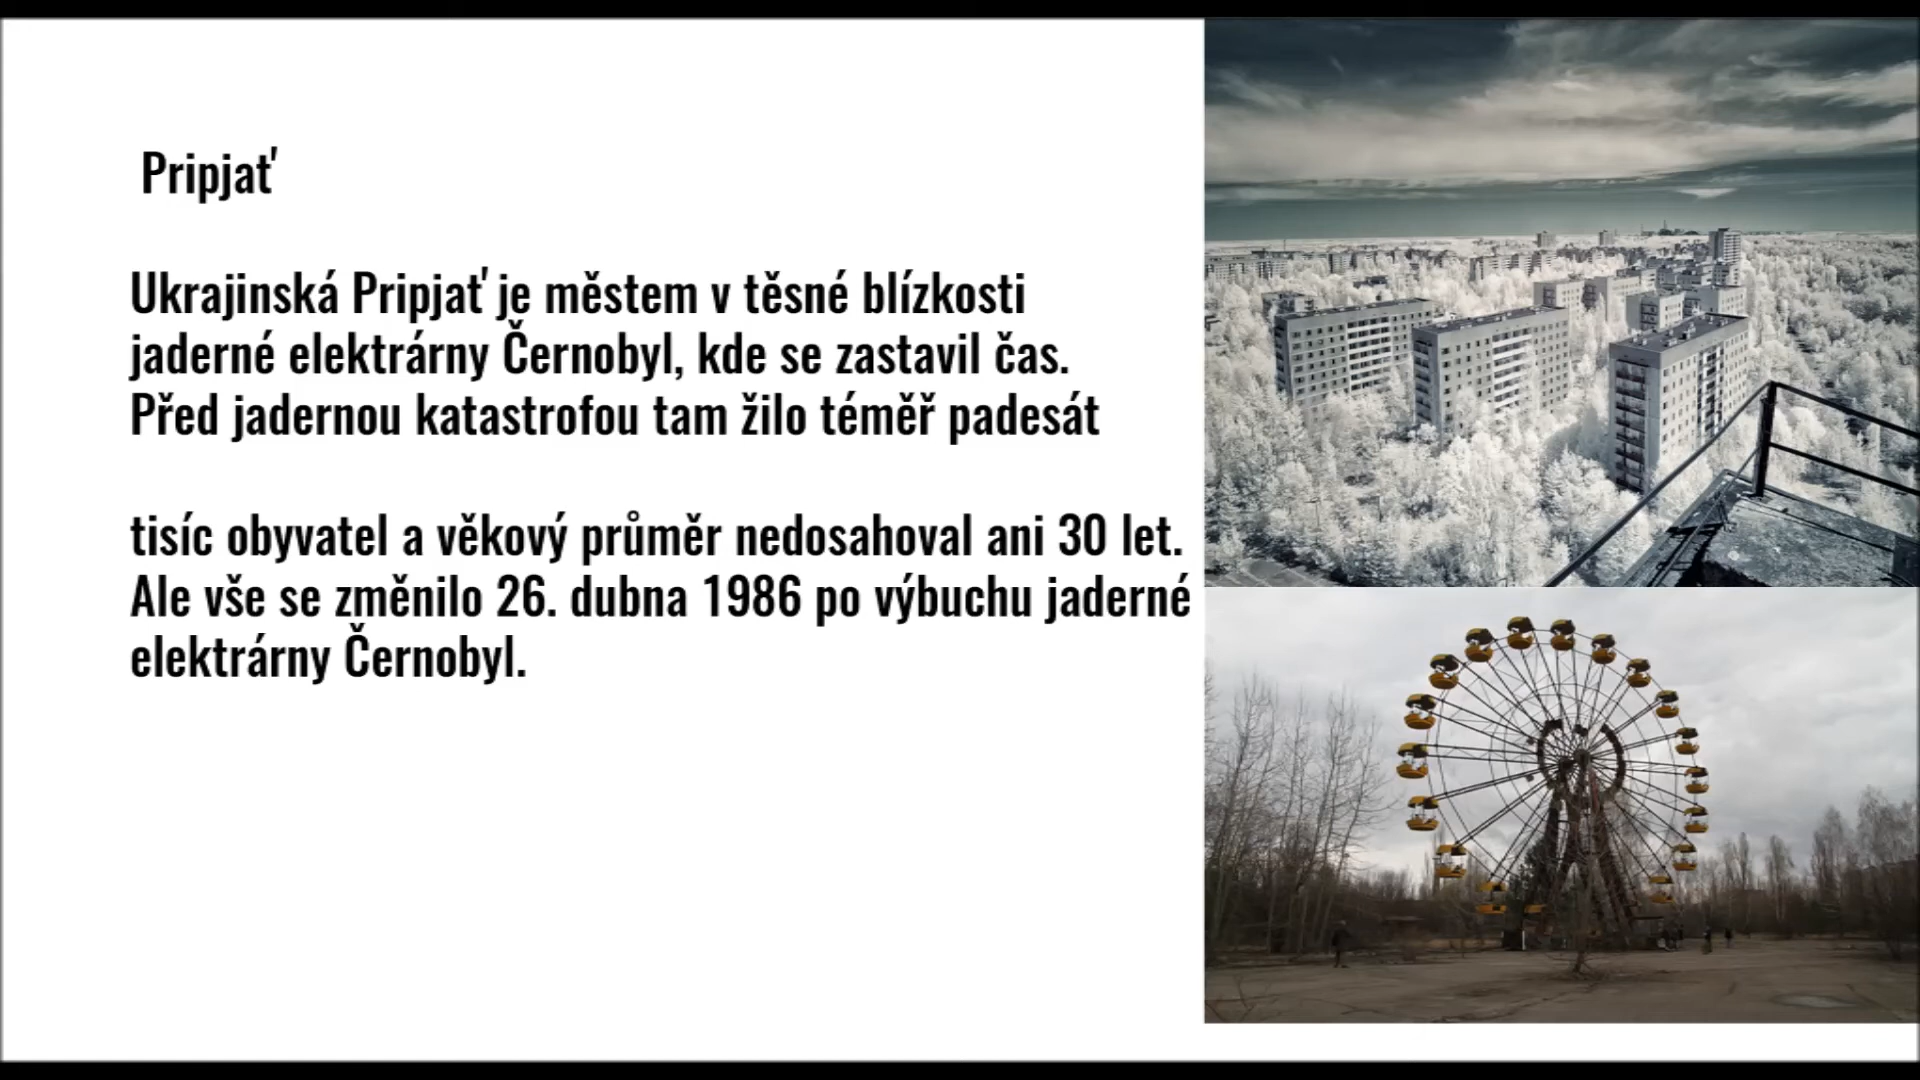 Pripjať
Ukrajinská Pripjať je městem v těsné blízkosti
jaderné elektrárny Černobyl, kde se zastavil čas.
Před jadernou katastrofou tam žilo téměř padesát
tisíc obyvatel a věkový průměr nedosahoval ani 30 let.
Ale vše se změnilo 26. dubna 1986 po výbuchu jaderné
elektrárny Černobyl.